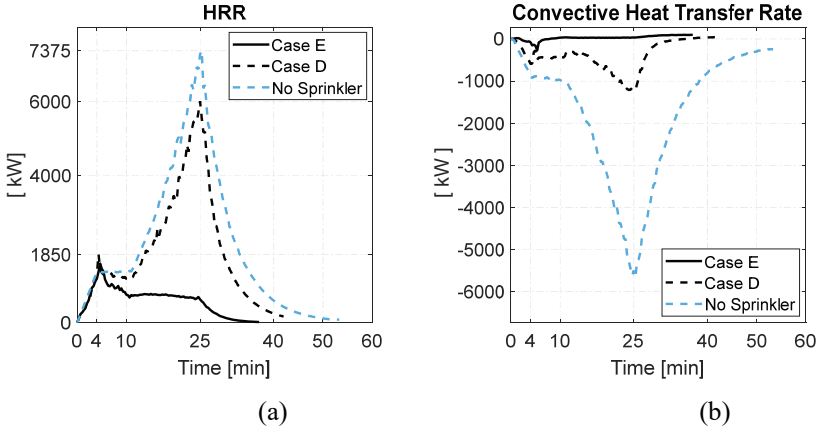 HRR
7375
6000
4000
1850
0
[ kW]
0 4 10 25 40 50 60
Time [min]
Case E
Case D
No Sprinkler
(a)
Convective Heat Transfer Rate
0
-1000
-2000
-3000
-4000
-5000
-6000
[ kW ]
0 4 10 25 40 50 60
Time [min]
Case E
Case D
No Sprinkler
(b)